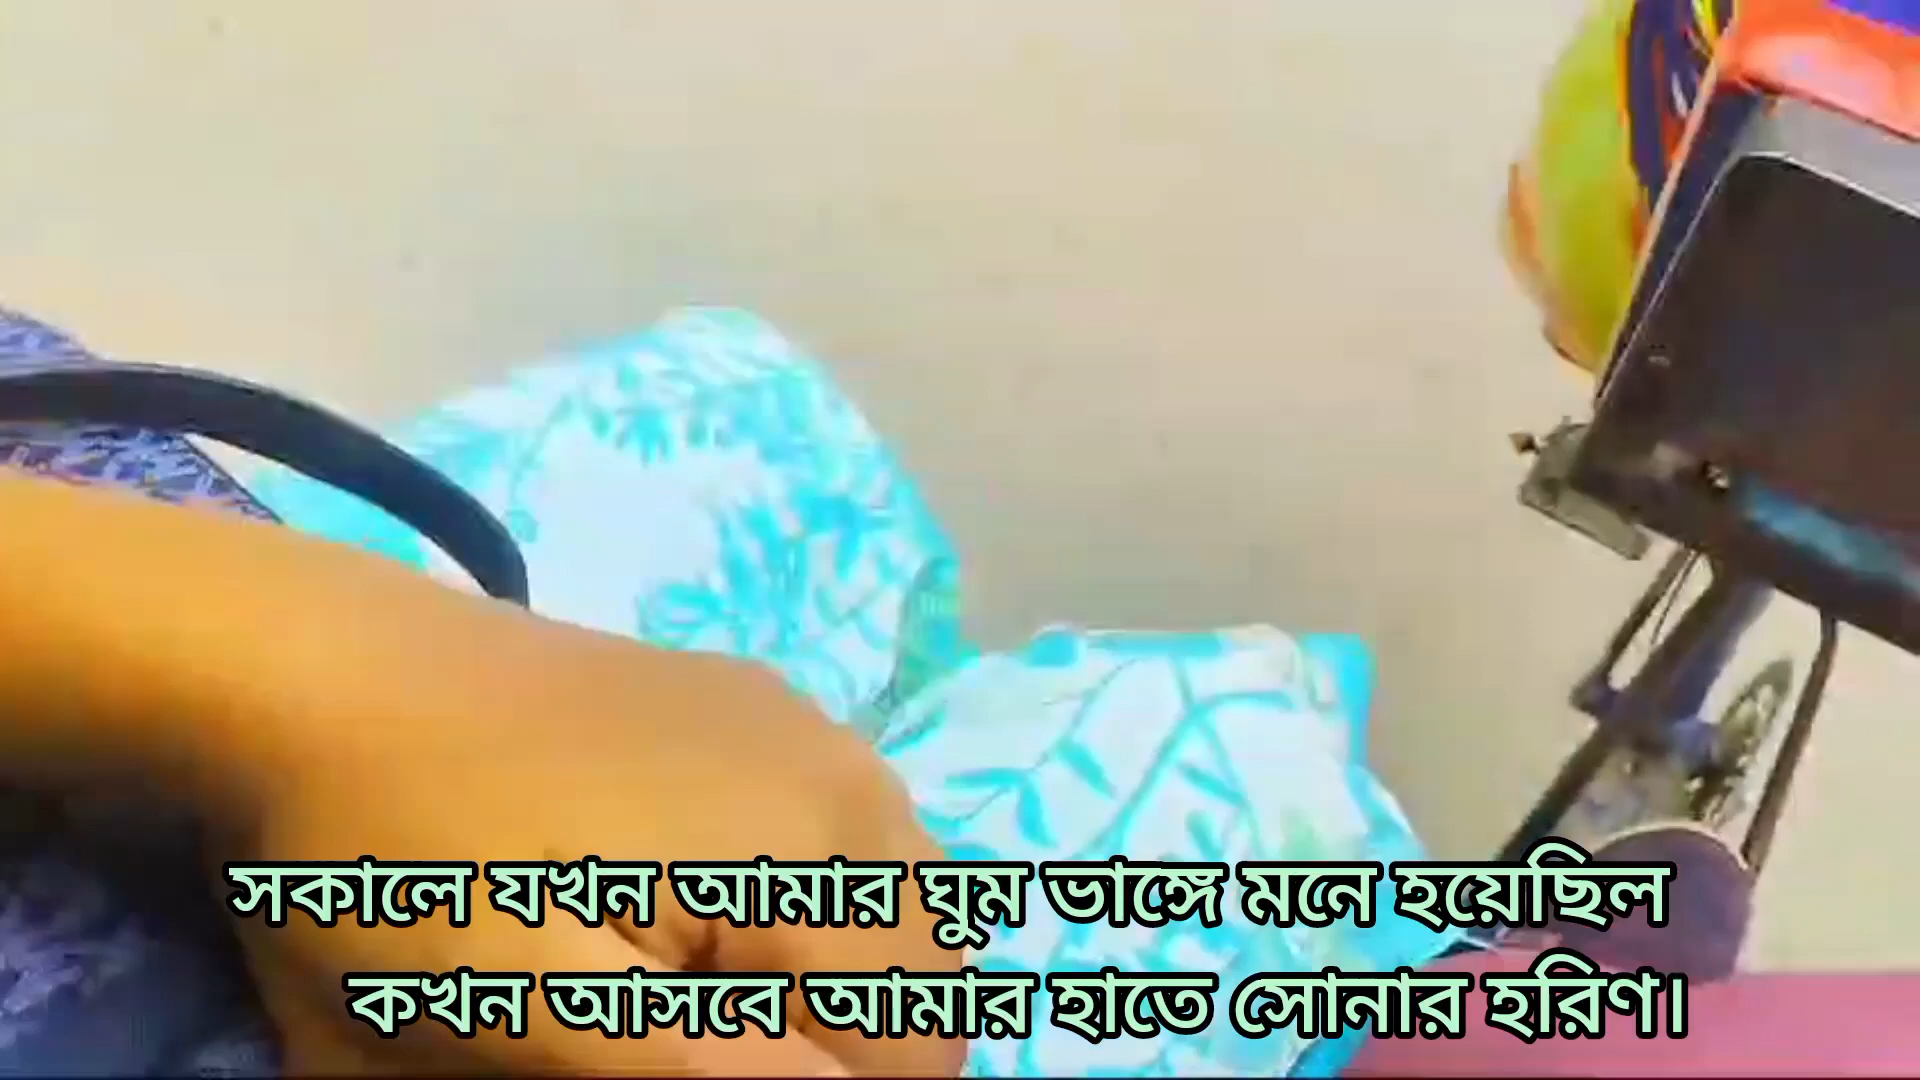 সকালে যখন আমার ঘুম ভাঙ্গে মনে হয়েছিল
কখন আসবে আমার হাতে সোনার হরিণ।